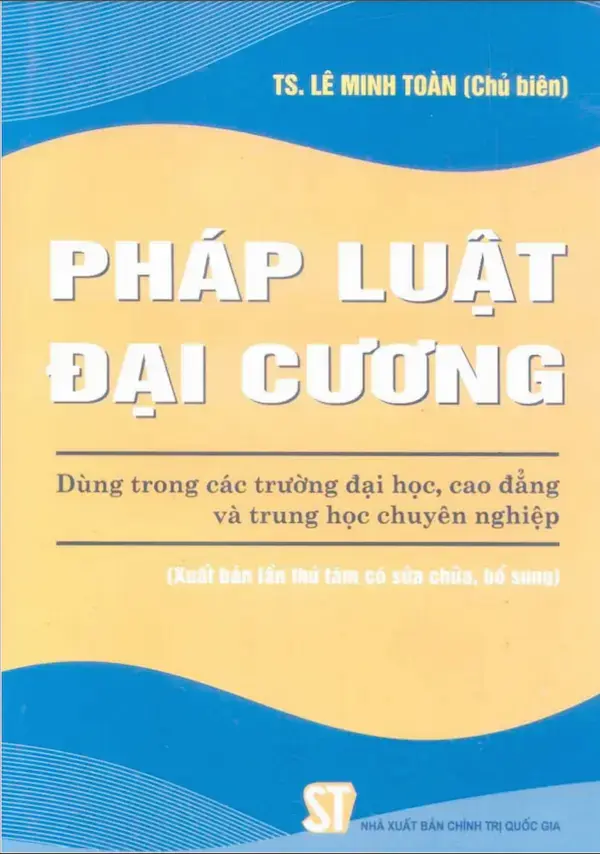 TS. LÊ MINH TOÀN (Chủ biên)
PHÁP LUẬT
ĐẠI CƯƠNG
Dùng trong các trường đại học, cao đẳng
và trung học chuyên nghiệp
(Xuất bản lần thứ tám có sửa chữa, bổ sung)
ST
NHÀ XUẤT BẢN CHÍNH TRỊ QUỐC GIA